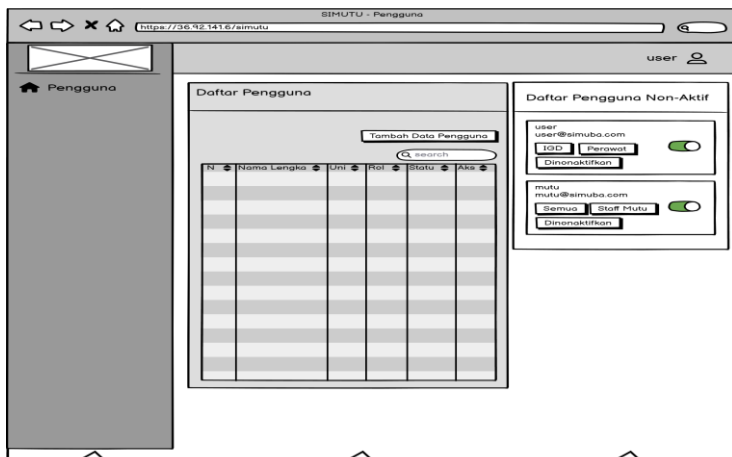 SIMUTU - Pengguna
https://36.92.141.6/simutu
user
Pengguna
Daftar Pengguna
Tambah Data Pengguna
search
N Nama Lengka Uni Rol Statu Aks
Daftar Pengguna Non-Aktif
user
user@simuba.com
IGD Perawat
Dinonaktifkan
mutu
mutu@simuba.com
Semua Staff Mutu
Dinonaktifkan